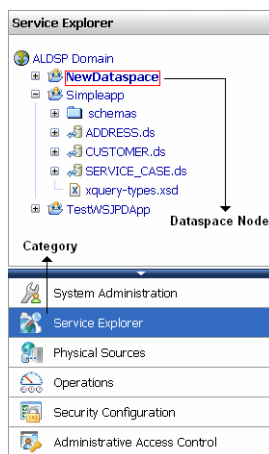 Service Explorer
ALDSP Domain
NewDataspace
Simpleapp
schemas
ADDRESS.ds
CUSTOMER.ds
SERVICE_CASE.ds
xquery-types.xsd
TestWSJPDApp
Dataspace Node
Category
System Administration
Service Explorer
Physical Sources
Operations
Security Configuration
Administrative Access Control